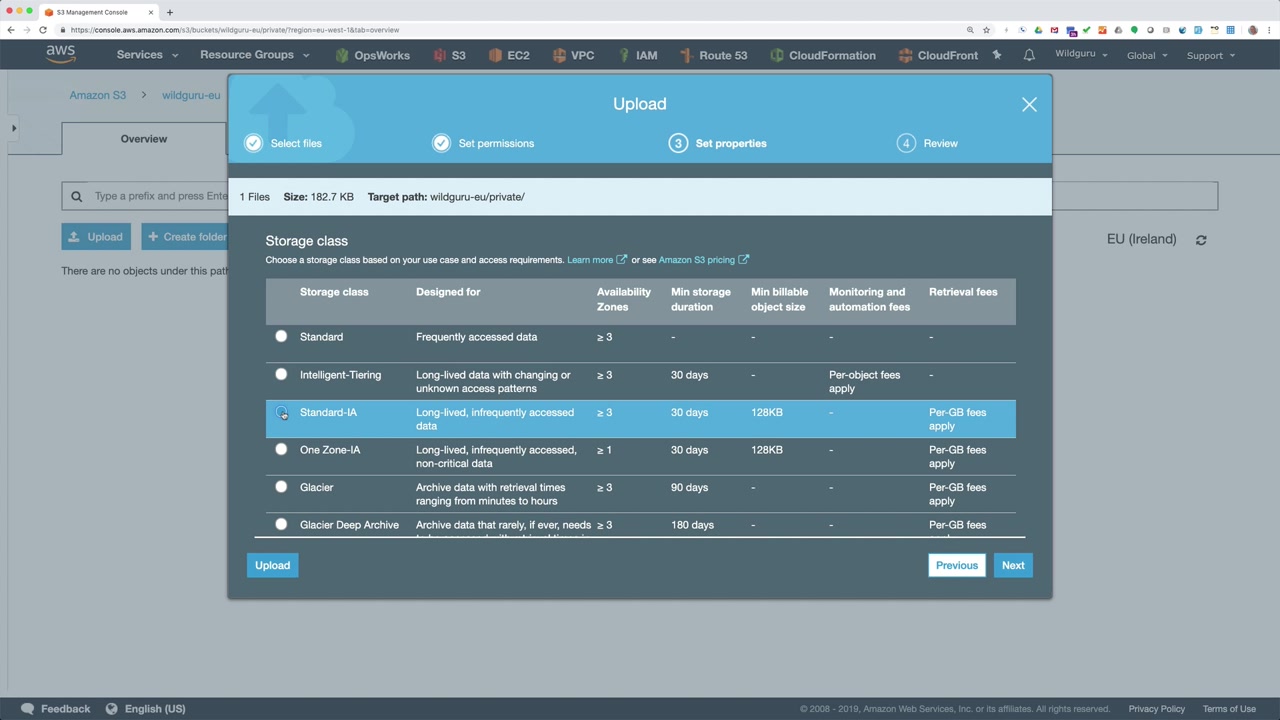 S3 Management Console
https://console.aws.amazon.com/s3/buckets/wildguru-eu/private/?region=eu-west-1&tab=overview
aws Services Resource Groups OpsWorks S3 EC2 VPC IAM Route 53 CloudFormation CloudFront Wildguru Global Support
Amazon S3 > wildguru-eu
Overview
Type a prefix and press Ente
Upload + Create folder
EU (Ireland)
There are no objects under this path
Upload
Select files Set permissions 3 Set properties 4 Review
1 Files Size: 182.7 KB Target path: wildguru-eu/private/
Storage class
Choose a storage class based on your use case and access requirements. Learn more or see Amazon S3 pricing
Storage class Designed for Availability Zones Min storage duration Min billable object size Monitoring and automation fees Retrieval fees
Standard Frequently accessed data ≥ 3 - - - -
Intelligent-Tiering Long-lived data with changing or unknown access patterns ≥ 3 30 days - Per-object fees apply -
Standard-IA Long-lived, infrequently accessed data ≥ 3 30 days 128KB - Per-GB fees apply
One Zone-IA Long-lived, infrequently accessed, non-critical data ≥ 1 30 days 128KB - Per-GB fees apply
Glacier Archive data with retrieval times ranging from minutes to hours ≥ 3 90 days - - Per-GB fees apply
Glacier Deep Archive Archive data that rarely, if ever, needs ≥ 3 180 days - - Per-GB fees
Upload Previous Next
Feedback English (US) © 2008 - 2019, Amazon Web Services, Inc. or its affiliates. All rights reserved. Privacy Policy Terms of Use